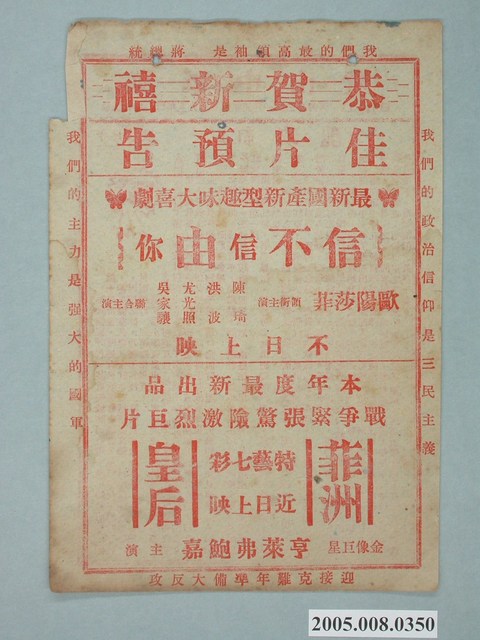 我們的最高領袖是 蔣總統
恭賀新禧
佳片預告
最新國產新型趣味大喜劇
信不信由你
歐陽莎菲 領銜主演
陳琦 洪波 尤光照 吳家驤 聯合主演
不日上映
本年度最新出品
戰爭緊張驚險激烈巨片
菲洲皇后
特藝七彩
近日上映
金像巨星 亨萊弗鮑嘉 主演
迎接克難年準備大反攻
我們的政治信仰是三民主義
我們的主力是强大的國軍
2005.008.0350